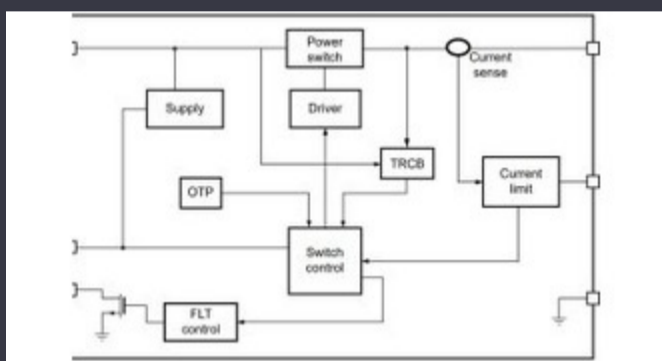 Power
switch
Current
sense
Supply
Driver
TRCB
OTP
Current
limit
Switch
control
FLT
control